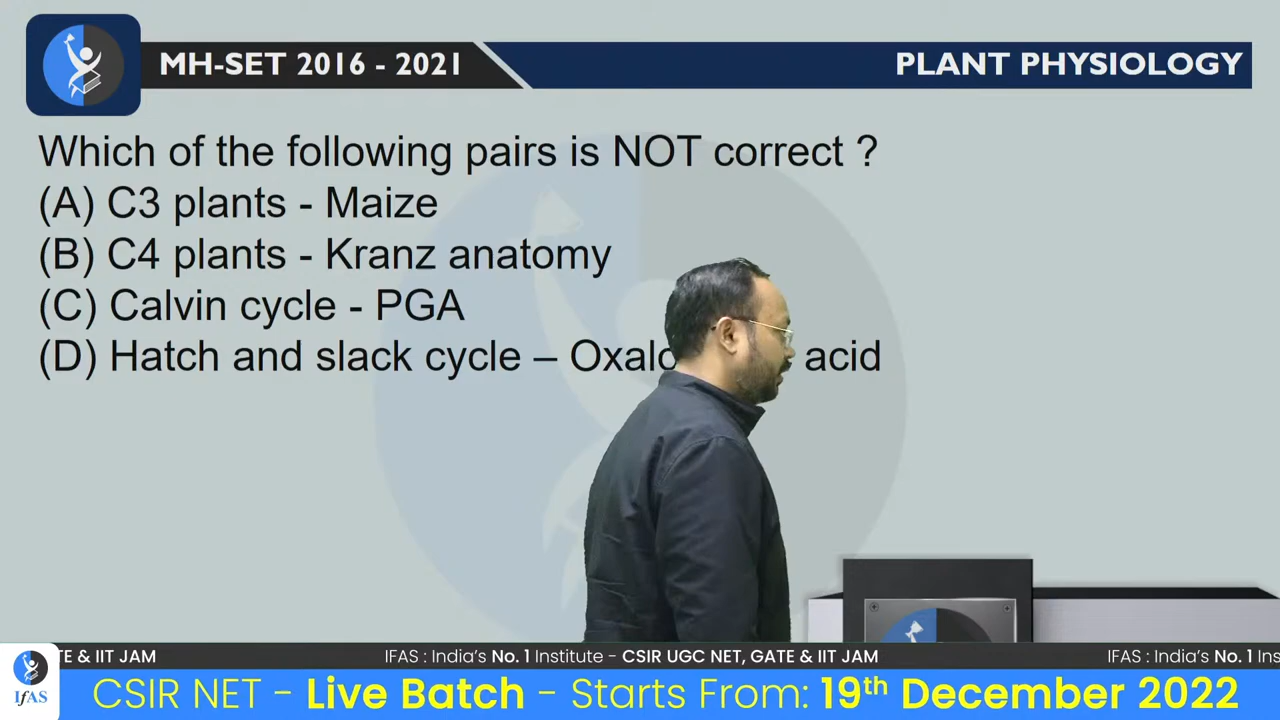 MH-SET 2016 - 2021
PLANT PHYSIOLOGY
Which of the following pairs is NOT correct ?
(A) C3 plants - Maize
(B) C4 plants - Kranz anatomy
(C) Calvin cycle - PGA
(D) Hatch and slack cycle – acid
TE & IIT JAM
IFAS : India's No. 1 Institute - CSIR UGC NET, GATE & IIT JAM
IFAS : India's No. 1
IFAS
CSIR NET - Live Batch - Starts From: 19th December 2022